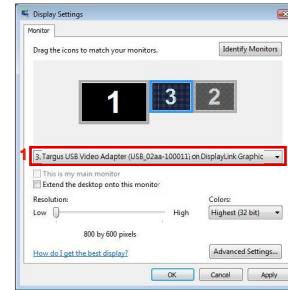 Display Settings
Monitor
Drag the icons to match your monitors.
Identify Monitors
1
3
2
1
3. Targus USB Video Adapter (USB_02aa-100011) on DisplayLink Graphic
This is my main monitor
Extend the desktop onto this monitor
Resolution:
Colors:
Low
High
Highest (32 bit)
800 by 600 pixels
How do I get the best display?
Advanced Settings...
OK
Cancel
Apply